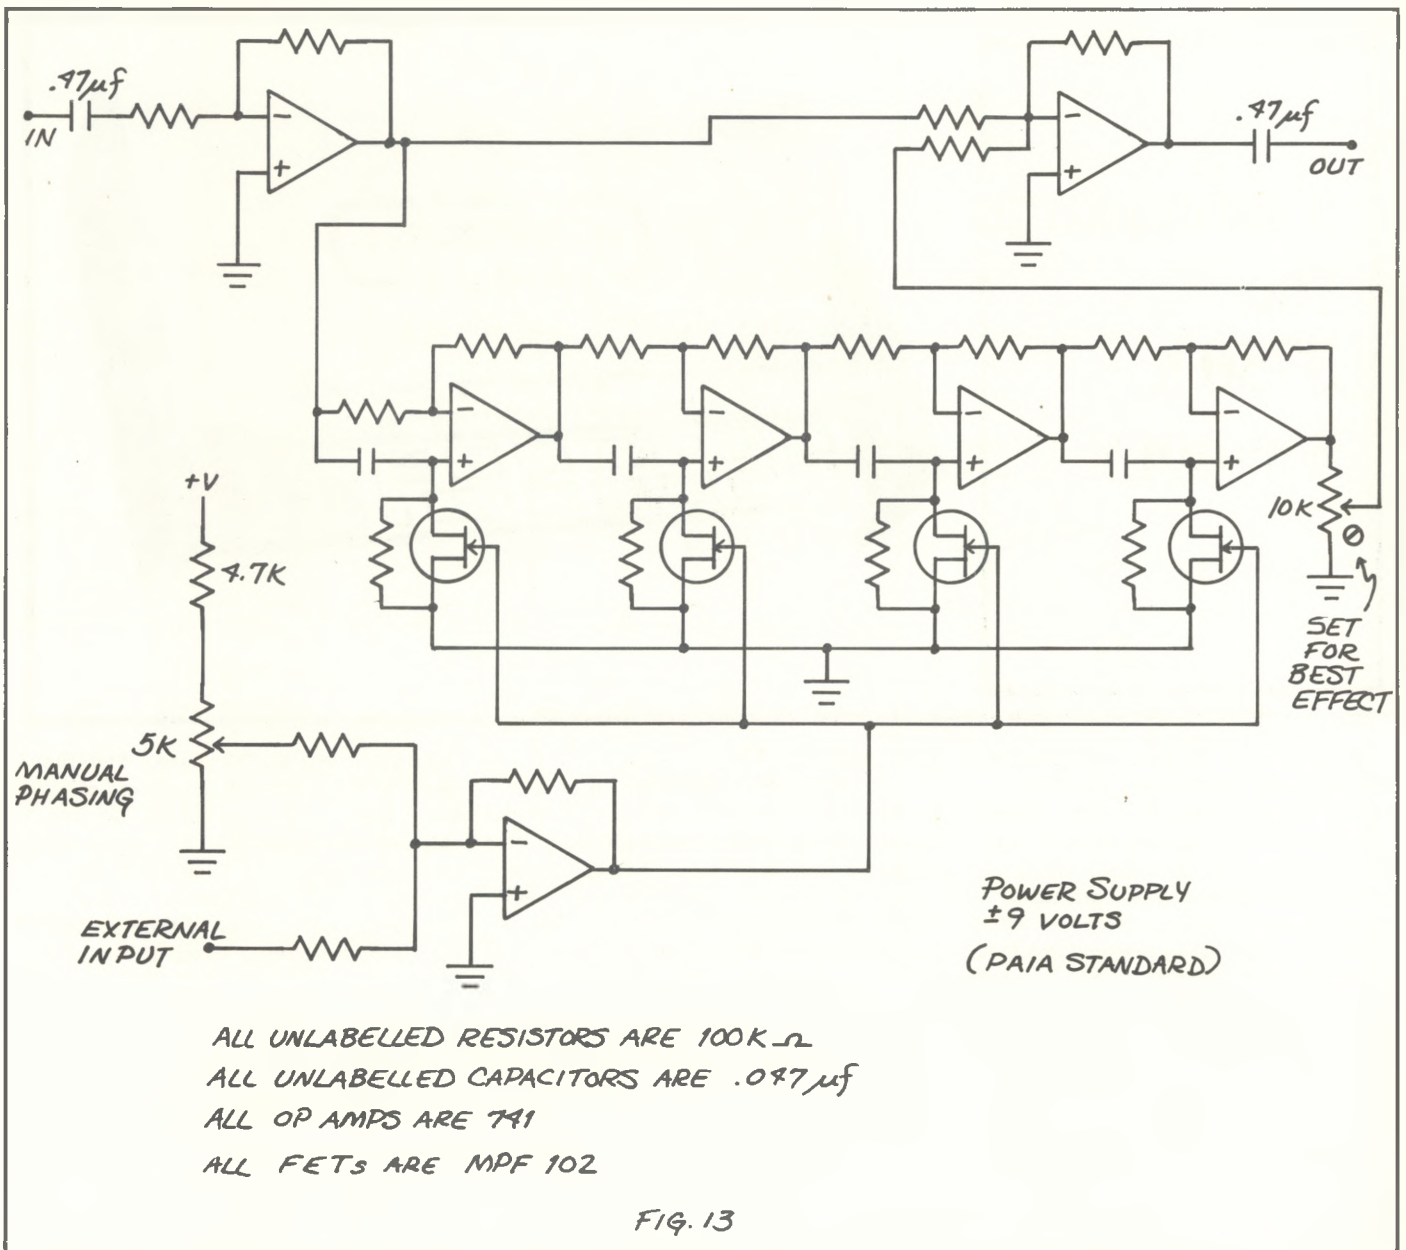 .47µf
IN
-
+
-
+
.47µf
OUT
-
+
-
+
-
+
-
+
+V
4.7K
10K
SET
FOR
BEST
EFFECT
5K
MANUAL
PHASING
-
+
EXTERNAL
INPUT
POWER SUPPLY
±9 VOLTS
(PAIA STANDARD)
ALL UNLABELLED RESISTORS ARE 100K Ω
ALL UNLABELLED CAPACITORS ARE .047µf
ALL OP AMPS ARE 741
ALL FETs ARE MPF 102
FIG. 13